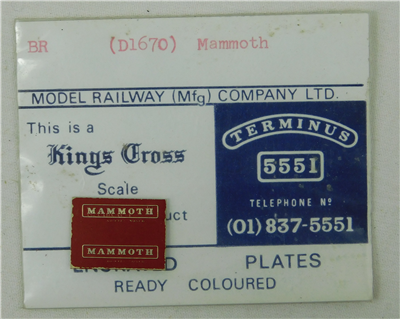 BR (D1670) Mammoth
MODEL RAILWAY (Mfg) COMPANY LTD.
This is a
Kings Cross
Scale
TERMINUS
5551
TELEPHONE Nº
(01) 837-5551
MAMMOTH
MAMMOTH
PLATES
READY COLOURED